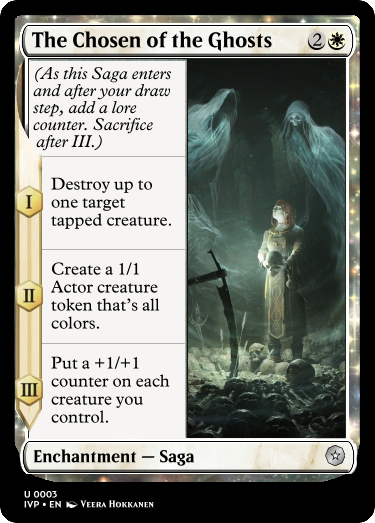 The Chosen of the Ghosts 2
(As this Saga enters
and after your draw
step, add a lore
counter. Sacrifice
after III.)
I
Destroy up to
one target
tapped creature.
II
Create a 1/1
Actor creature
token that's all
colors.
III
Put a +1/+1
counter on each
creature you
control.
Enchantment — Saga
U 0003
IVP • EN Veera Hokkanen